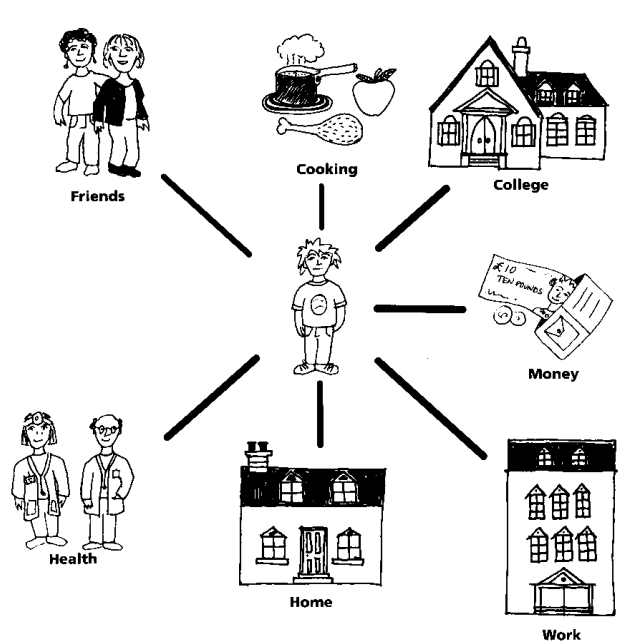 Friends
Cooking
College
£10
TEN POUNDS
Money
Health
Home
Work